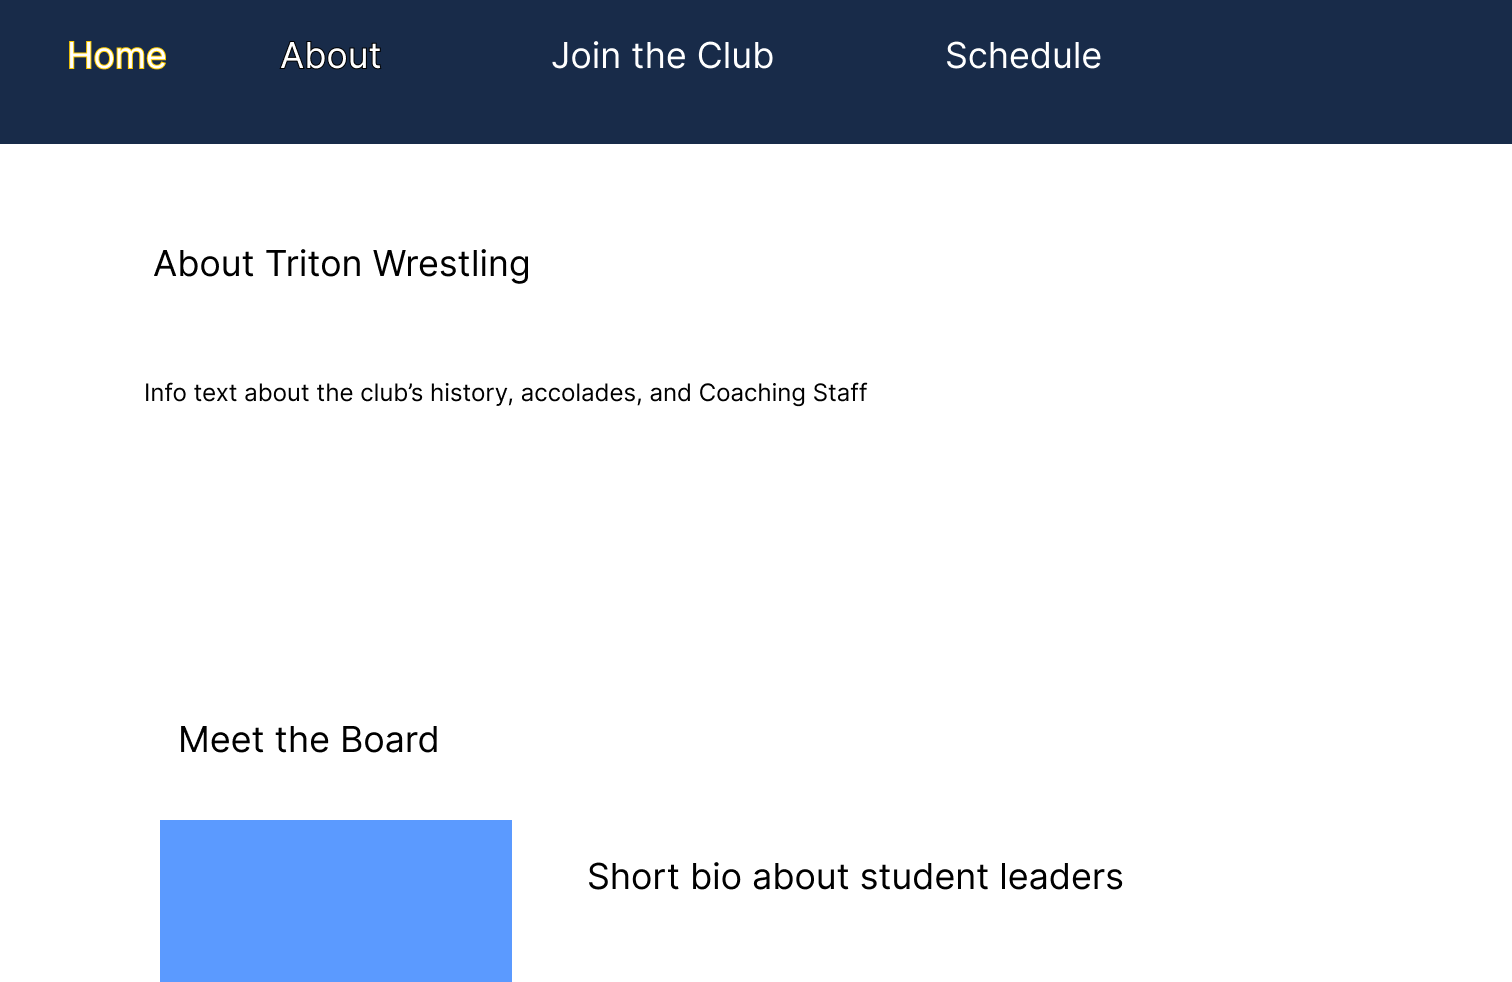 Home About Join the Club Schedule
About Triton Wrestling
Info text about the club’s history, accolades, and Coaching Staff
Meet the Board
Short bio about student leaders